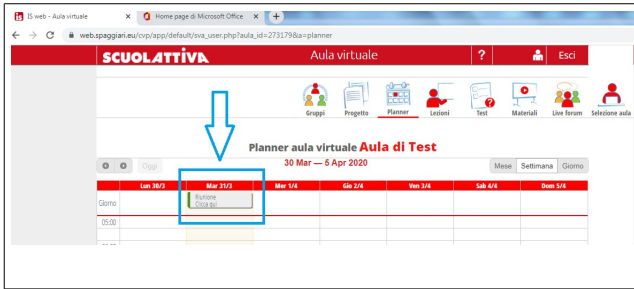 IS web - Aula virtuale
Home page di Microsoft Office
web.spaggiari.eu/cvp/app/default/sva_user.php?aula_id=273179&a=planner
SCUOLATTIVA
Aula virtuale
?
Esci
Gruppi
Progetto
Planner
Lezioni
Test
Materiali
Live forum
Selezione aula
Planner aula virtuale Aula di Test
Oggi
30 Mar — 5 Apr 2020
Mese
Settimana
Giorno
Lun 30/3
Mar 31/3
Mer 1/4
Gio 2/4
Ven 3/4
Sab 4/4
Dom 5/4
Giorno
Riunione
Clicca qui
05:00